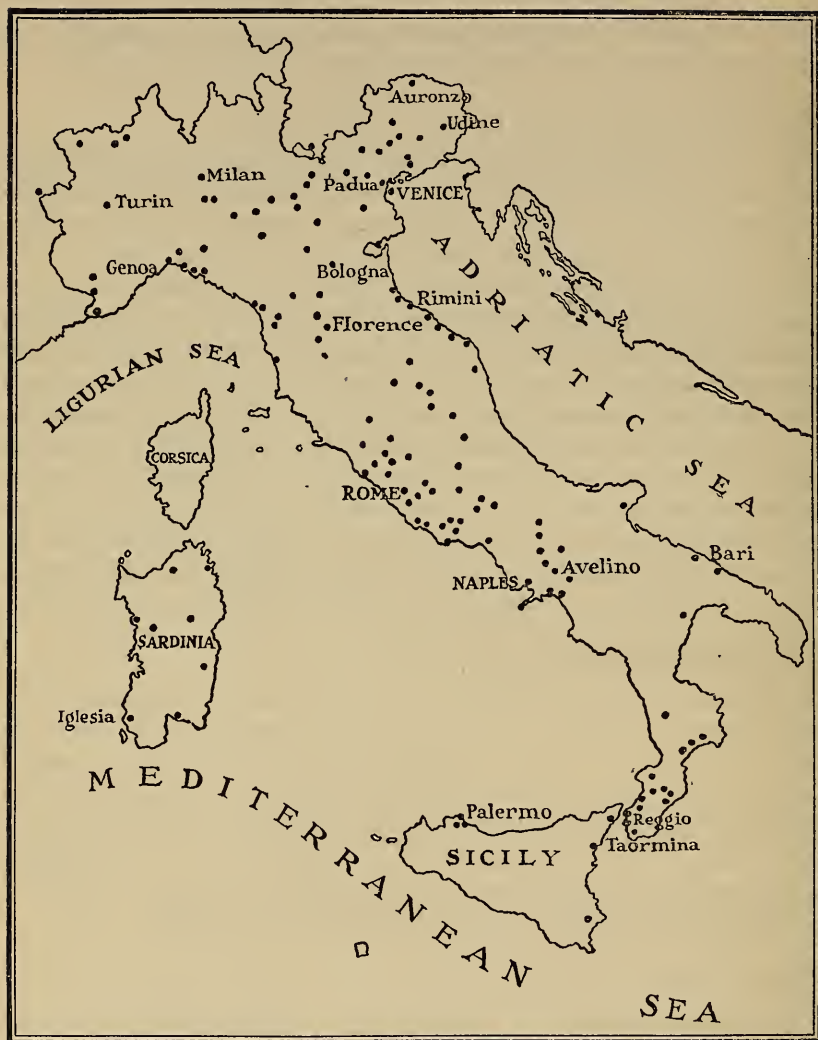 Auronzo
Udine
Milan
Padua
VENICE
Turin
Genoa
Bologna
Rimini
Florence
ADRIATIC SEA
LIGURIAN SEA
CORSICA
ROME
Bari
Avelino
NAPLES
SARDINIA
Iglesia
MEDITERRANEAN SEA
Palermo
Reggio
Taormina
SICILY